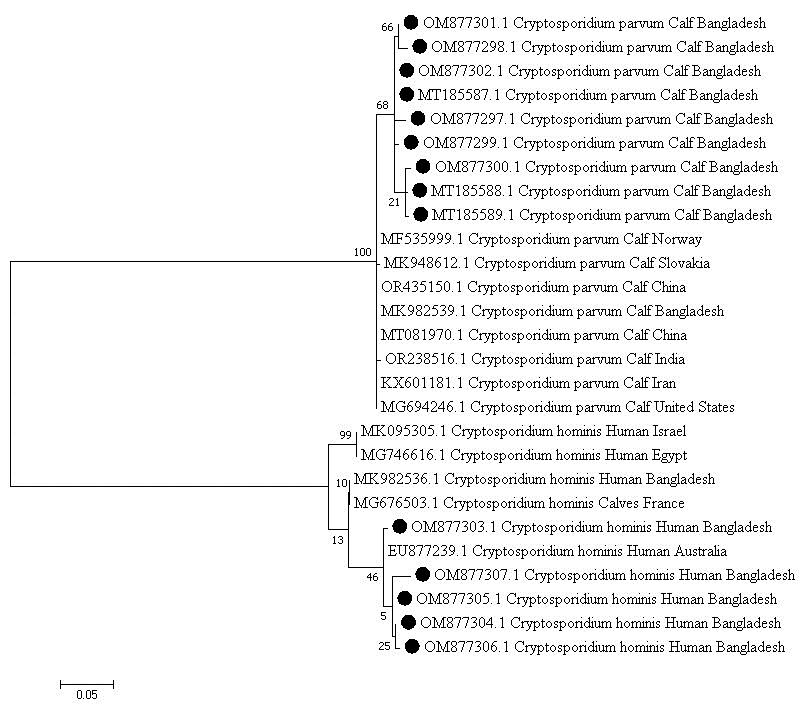 OM877301.1 Cryptosporidium parvum Calf Bangladesh
66
OM877298.1 Cryptosporidium parvum Calf Bangladesh
OM877302.1 Cryptosporidium parvum Calf Bangladesh
MT185587.1 Cryptosporidium parvum Calf Bangladesh
68
OM877297.1 Cryptosporidium parvum Calf Bangladesh
OM877299.1 Cryptosporidium parvum Calf Bangladesh
OM877300.1 Cryptosporidium parvum Calf Bangladesh
MT185588.1 Cryptosporidium parvum Calf Bangladesh
21
MT185589.1 Cryptosporidium parvum Calf Bangladesh
MF535999.1 Cryptosporidium parvum Calf Norway
100
MK948612.1 Cryptosporidium parvum Calf Slovakia
OR435150.1 Cryptosporidium parvum Calf China
MK982539.1 Cryptosporidium parvum Calf Bangladesh
MT081970.1 Cryptosporidium parvum Calf China
OR238516.1 Cryptosporidium parvum Calf India
KX601181.1 Cryptosporidium parvum Calf Iran
MG694246.1 Cryptosporidium parvum Calf United States
MK095305.1 Cryptosporidium hominis Human Israel
99
MG746616.1 Cryptosporidium hominis Human Egypt
MK982536.1 Cryptosporidium hominis Human Bangladesh
10
MG676503.1 Cryptosporidium hominis Calves France
OM877303.1 Cryptosporidium hominis Human Bangladesh
13
EU877239.1 Cryptosporidium hominis Human Australia
46
OM877307.1 Cryptosporidium hominis Human Bangladesh
OM877305.1 Cryptosporidium hominis Human Bangladesh
5
OM877304.1 Cryptosporidium hominis Human Bangladesh
25
OM877306.1 Cryptosporidium hominis Human Bangladesh
0.05